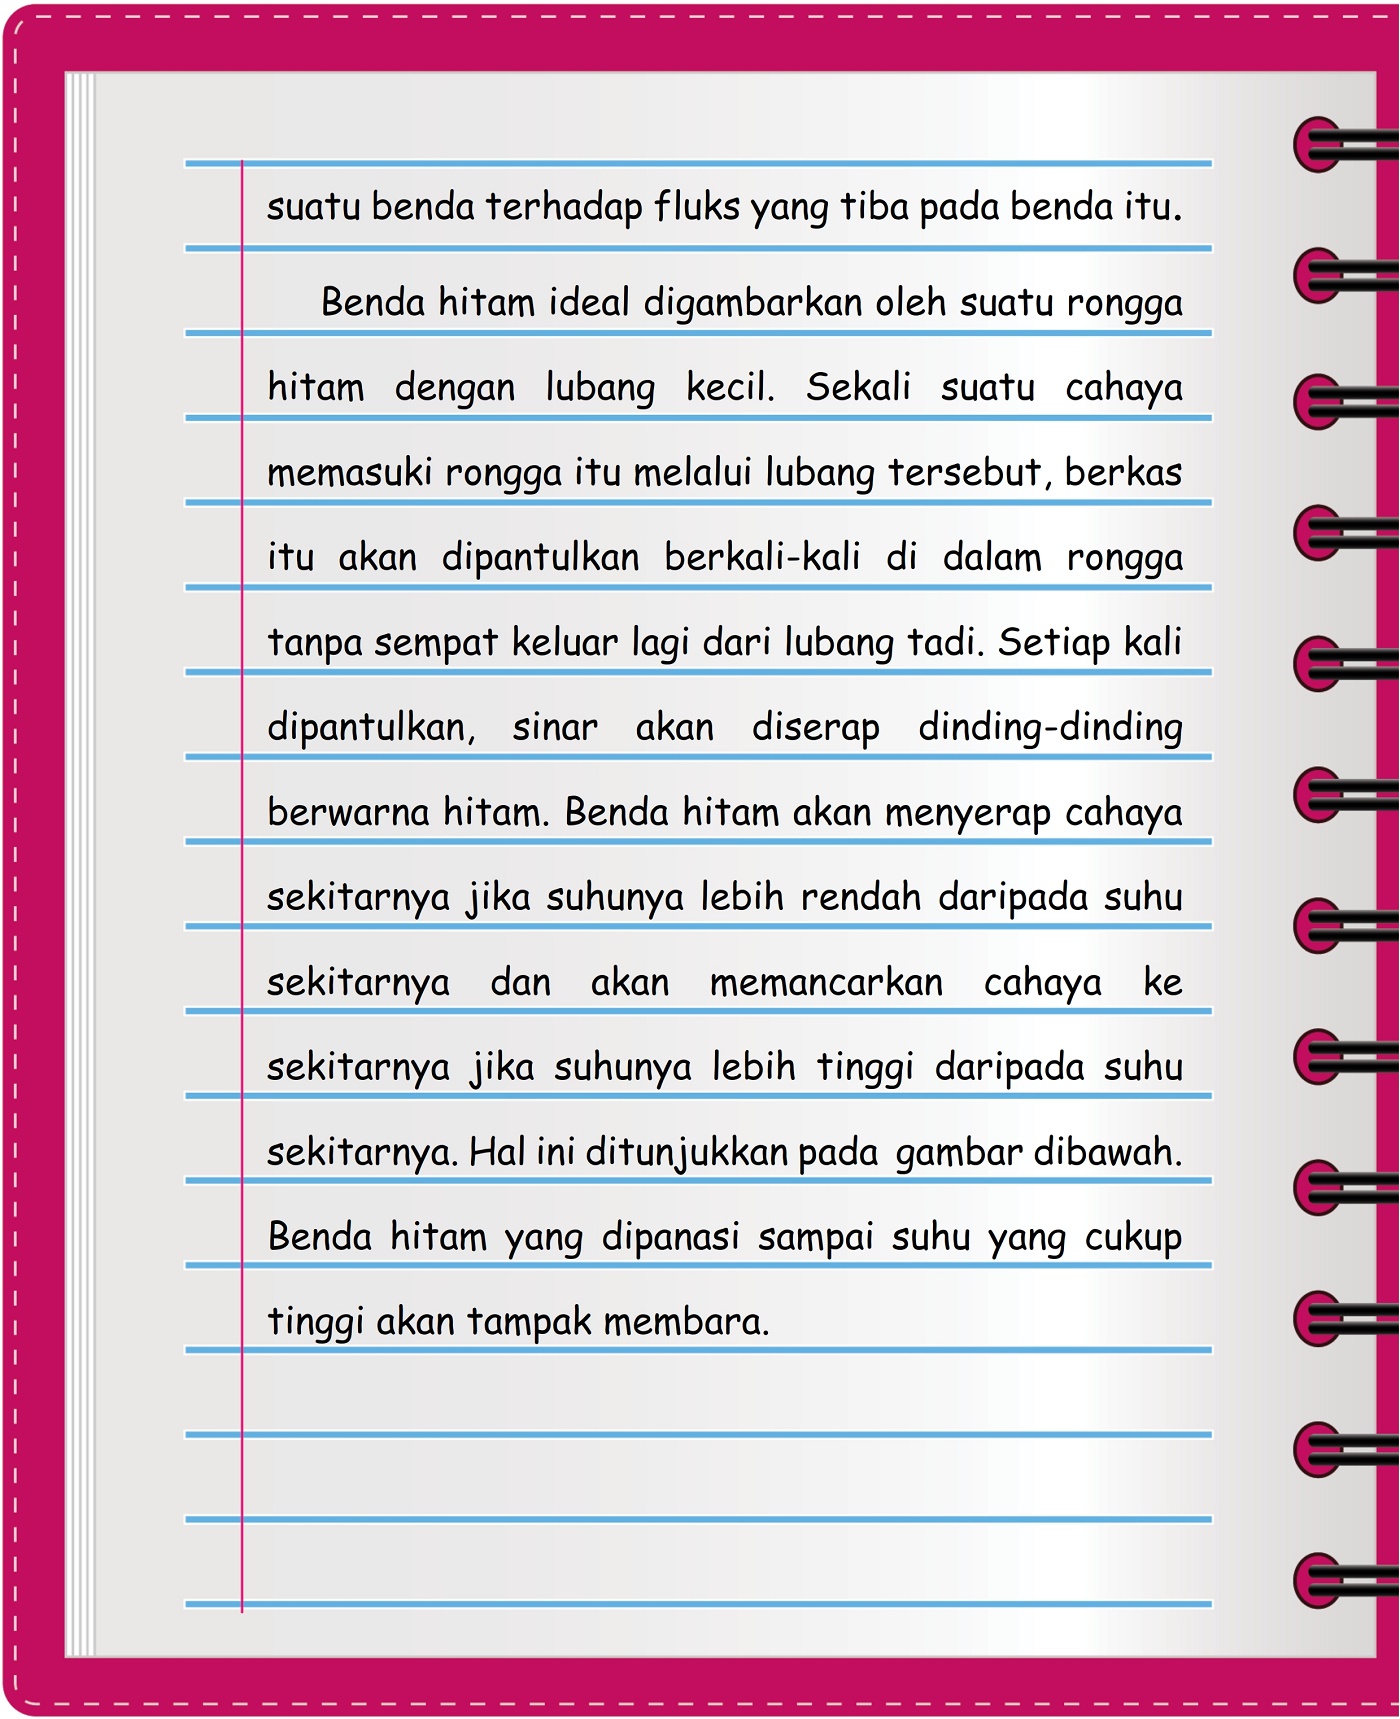 suatu benda terhadap fluks yang tiba pada benda itu.
Benda hitam ideal digambarkan oleh suatu rongga
hitam dengan lubang kecil. Sekali suatu cahaya
memasuki rongga itu melalui lubang tersebut, berkas
itu akan dipantulkan berkali-kali di dalam rongga
tanpa sempat keluar lagi dari lubang tadi. Setiap kali
dipantulkan, sinar akan diserap dinding-dinding
berwarna hitam. Benda hitam akan menyerap cahaya
sekitarnya jika suhunya lebih rendah daripada suhu
sekitarnya dan akan memancarkan cahaya ke
sekitarnya jika suhunya lebih tinggi daripada suhu
sekitarnya. Hal ini ditunjukkan pada gambar dibawah.
Benda hitam yang dipanasi sampai suhu yang cukup
tinggi akan tampak membara.